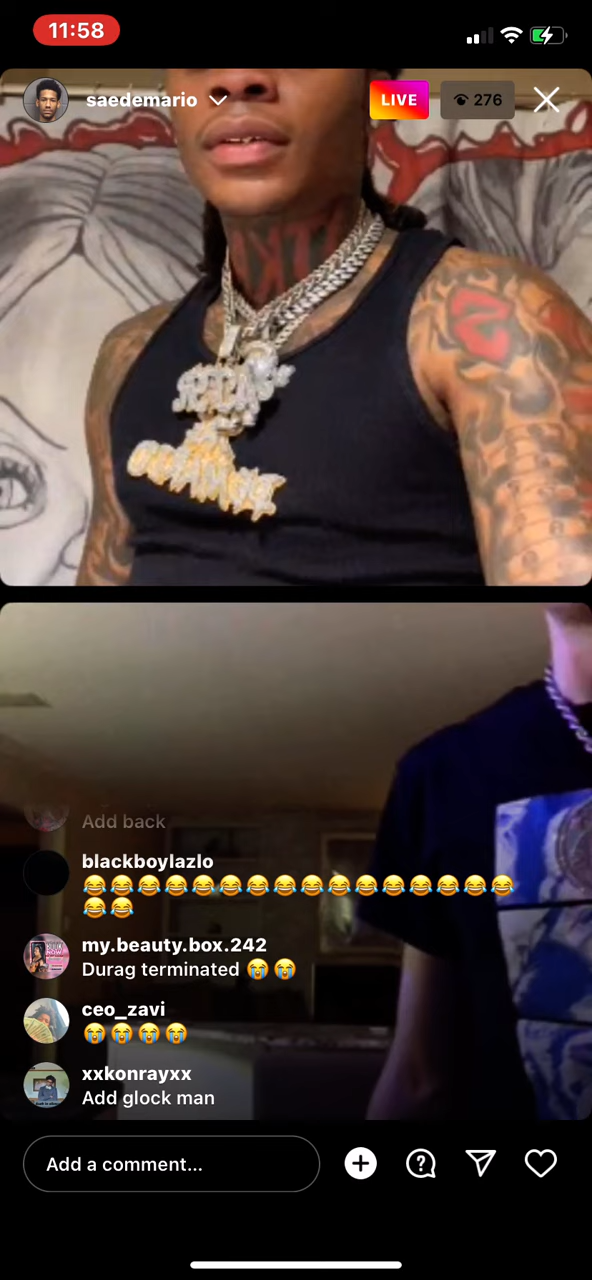 11:58
saedemario
LIVE
276
Add back
blackboylazlo
😂😂😂😂😂😂😂😂😂😂😂😂😂😂😂😂
😂😂
my.beauty.box.242
Durag terminated 😭😭
ceo_zavi
😭😭😭😭
xxkonrayxx
Add glock man
Add a comment...